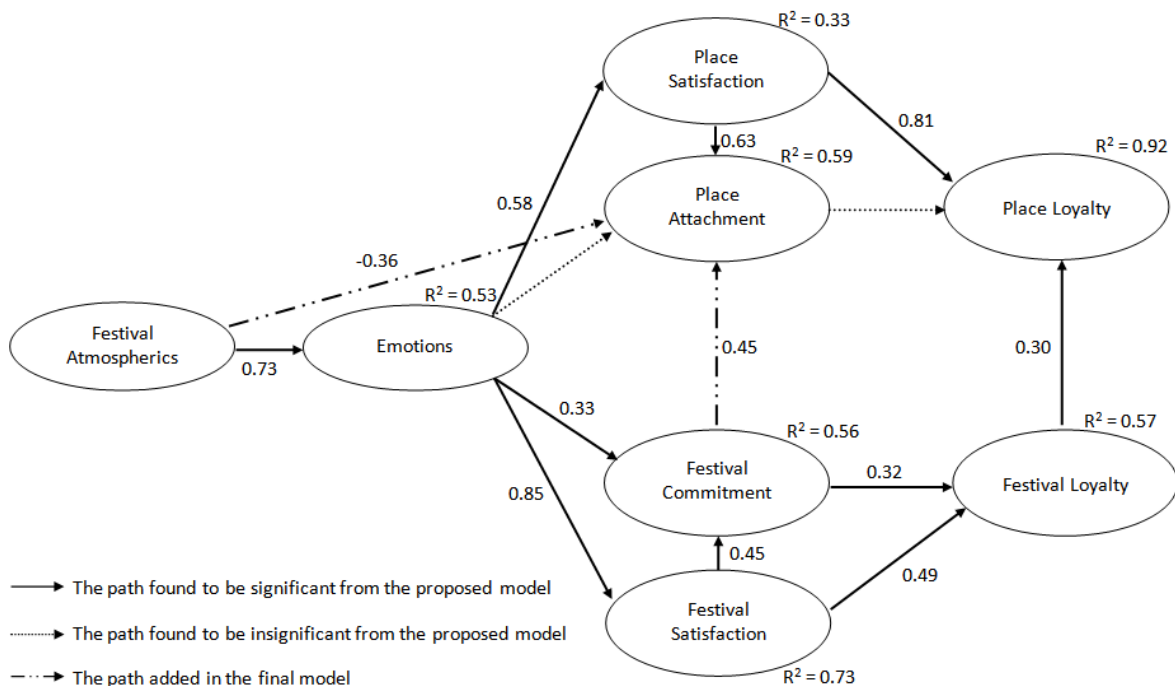 R² = 0.33
Place
Satisfaction
0.81
0.63
R² = 0.59
R² = 0.92
Place
Attachment
Place Loyalty
0.58
-0.36
R² = 0.53
Festival
Atmospherics
Emotions
0.73
0.45
0.30
0.33
R² = 0.56
R² = 0.57
Festival
Commitment
0.32
Festival Loyalty
0.85
0.45
0.49
Festival
Satisfaction
R² = 0.73
The path found to be significant from the proposed model
The path found to be insignificant from the proposed model
The path added in the final model